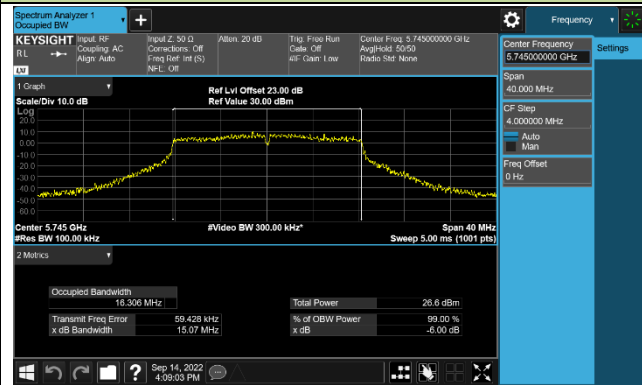 Spectrum Analyzer 1
Occupied BW
Frequency
KEYSIGHT
RL
LXI
Input: RF
Coupling: AC
Align: Auto
Input Z: 50 Ω
Corrections: Off
Freq Ref: Int (S)
NFE: Off
Atten: 20 dB
Trig: Free Run
Gate: Off
#IF Gain: Low
Center Freq: 5.745000000 GHz
Avg|Hold: 50/50
Radio Std: None
Center Frequency
5.745000000 GHz
Settings
Span
40.000 MHz
CF Step
4.000000 MHz
Auto
Man
Freq Offset
0 Hz
1 Graph
Scale/Div 10.0 dB
Ref Lvl Offset 23.00 dB
Ref Value 30.00 dBm
Log
20.0
10.0
0.00
-10.0
-20.0
-30.0
-40.0
-50.0
-60.0
Center 5.745 GHz
#Res BW 100.00 kHz
#Video BW 300.00 kHz*
Span 40 MHz
Sweep 5.00 ms (1001 pts)
2 Metrics
Occupied Bandwidth
16.306 MHz
Total Power 26.6 dBm
Transmit Freq Error 59.428 kHz
% of OBW Power 99.00 %
x dB Bandwidth 15.07 MHz
x dB -6.00 dB
Sep 14, 2022
4:09:03 PM